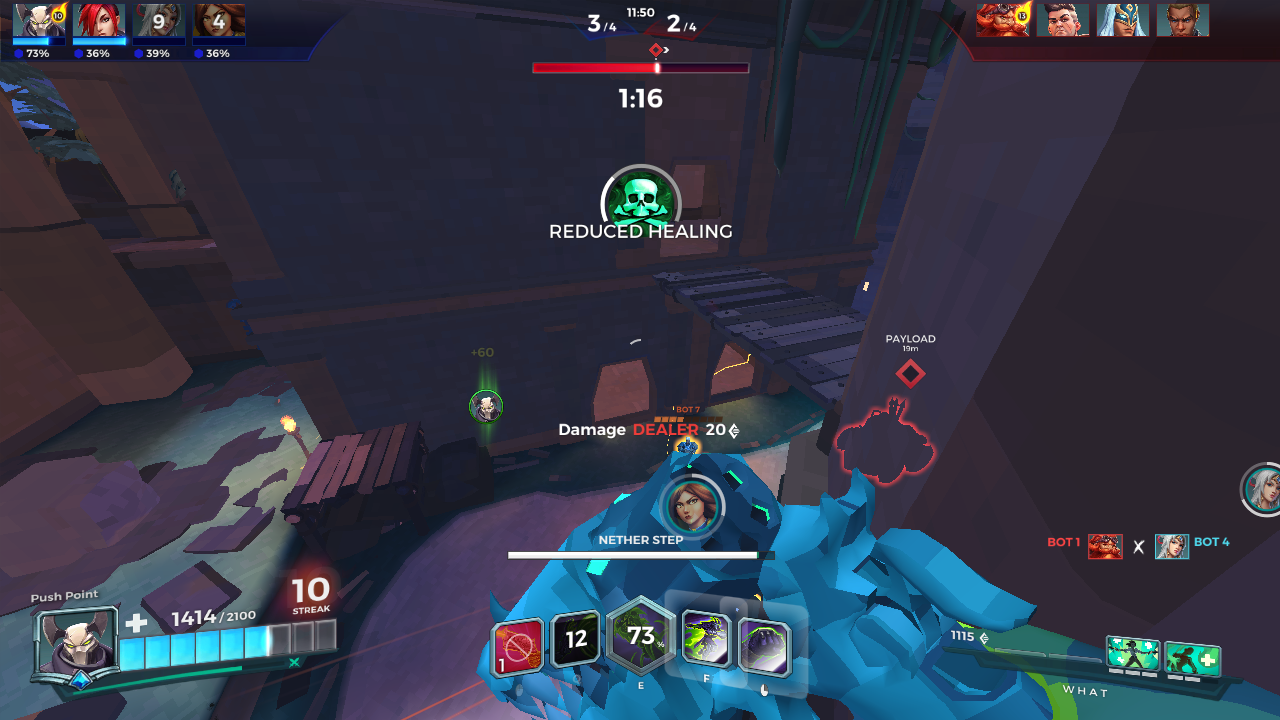 10
9
4
73%
36%
39%
36%
11:50
3/4
2/4
1:16
13
REDUCED HEALING
PAYLOAD
19m
+60
BOT 7
Damage DEALER 20
NETHER STEP
BOT 1 X BOT 4
Push Point
1414/2100
10
STREAK
1
12
73%
E
F
1115
WHAT